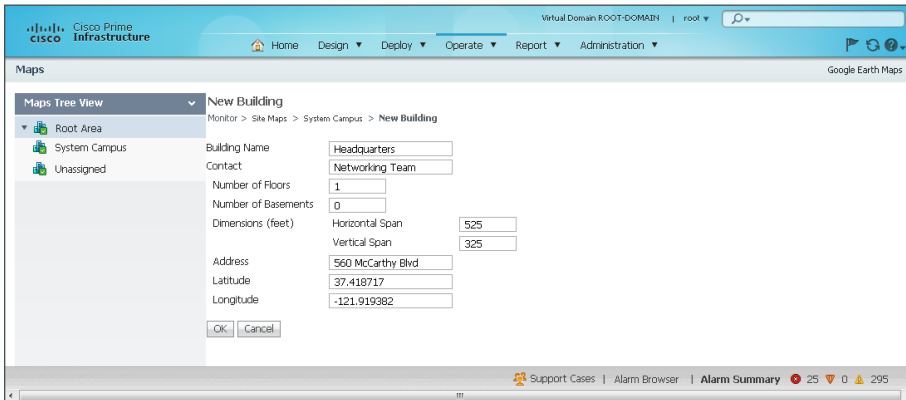 Virtual Domain ROOT-DOMAIN | root
Cisco Prime
CISCO Infrastructure
Home Design Deploy Operate Report Administration
Maps Google Earth Maps
Maps Tree View
Root Area
System Campus
Unassigned
New Building
Monitor > Site Maps > System Campus > New Building
Building Name Headquarters
Contact Networking Team
Number of Floors 1
Number of Basements 0
Dimensions (feet) Horizontal Span 525
Vertical Span 325
Address 560 McCarthy Blvd
Latitude 37.418717
Longitude -121.919382
OK Cancel
Support Cases | Alarm Browser | Alarm Summary 25 0 295